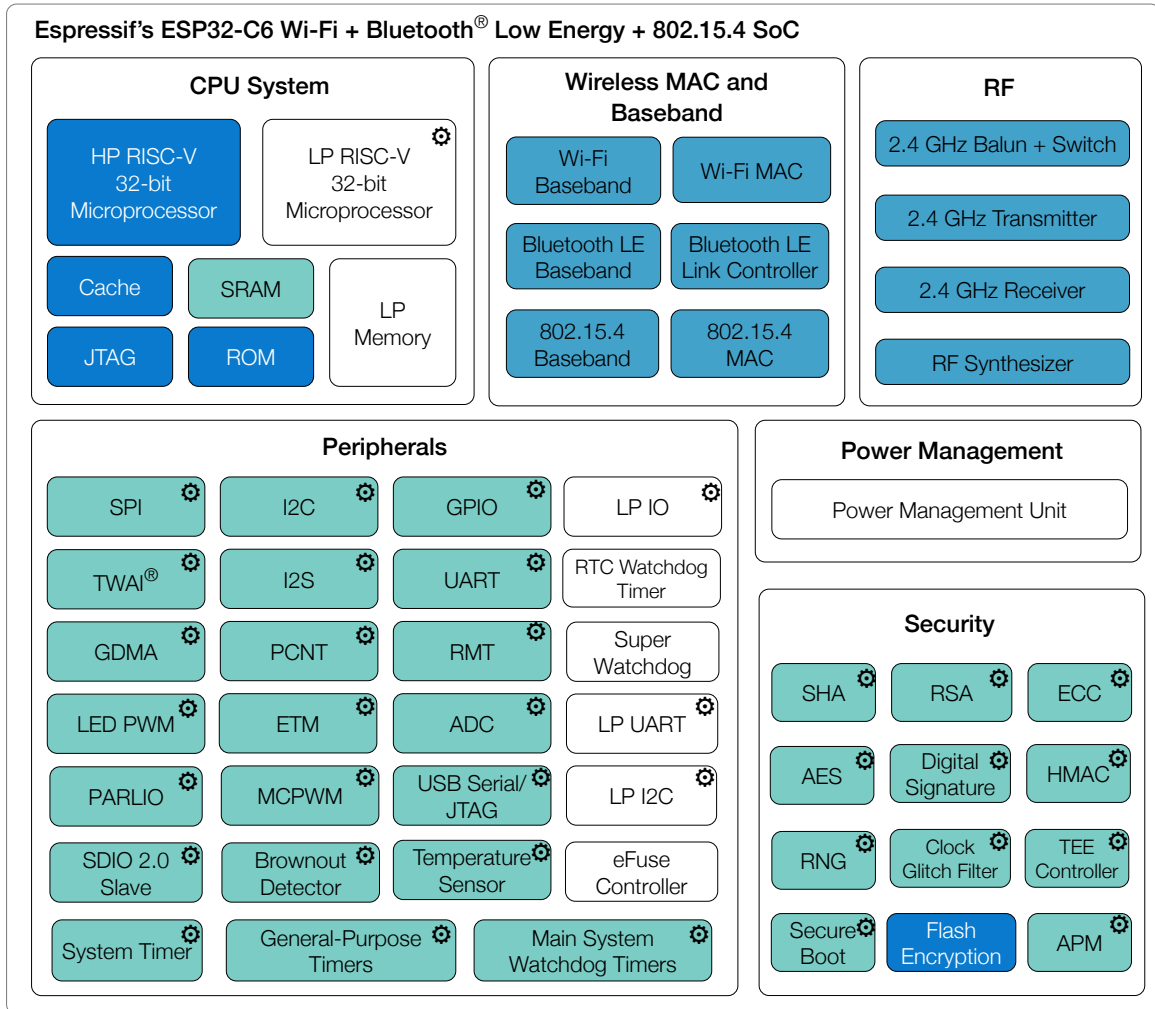 Espressif's ESP32-C6 Wi-Fi + Bluetooth® Low Energy + 802.15.4 SoC
CPU System
HP RISC-V
32-bit
Microprocessor
LP RISC-V
32-bit
Microprocessor
Cache
SRAM
LP
Memory
JTAG
ROM
Wireless MAC and
Baseband
Wi-Fi
Baseband
Wi-Fi MAC
Bluetooth LE
Baseband
Bluetooth LE
Link Controller
802.15.4
Baseband
802.15.4
MAC
RF
2.4 GHz Balun + Switch
2.4 GHz Transmitter
2.4 GHz Receiver
RF Synthesizer
Peripherals
SPI
I2C
GPIO
LP IO
TWAI®
I2S
UART
RTC Watchdog
Timer
GDMA
PCNT
RMT
Super
Watchdog
LED PWM
ETM
ADC
LP UART
PARLIO
MCPWM
USB Serial/
JTAG
LP I2C
SDIO 2.0
Slave
Brownout
Detector
Temperature
Sensor
eFuse
Controller
System Timer
General-Purpose
Timers
Main System
Watchdog Timers
Power Management
Power Management Unit
Security
SHA
RSA
ECC
AES
Digital
Signature
HMAC
RNG
Clock
Glitch Filter
TEE
Controller
Secure
Boot
Flash
Encryption
APM